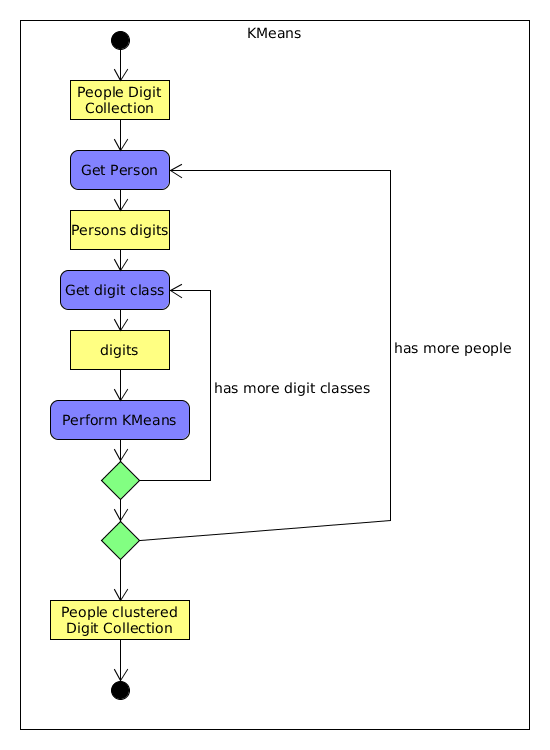 KMeans
People Digit
Collection
Get Person
Persons digits
Get digit class
digits
has more people
has more digit classes
Perform KMeans
People clustered
Digit Collection